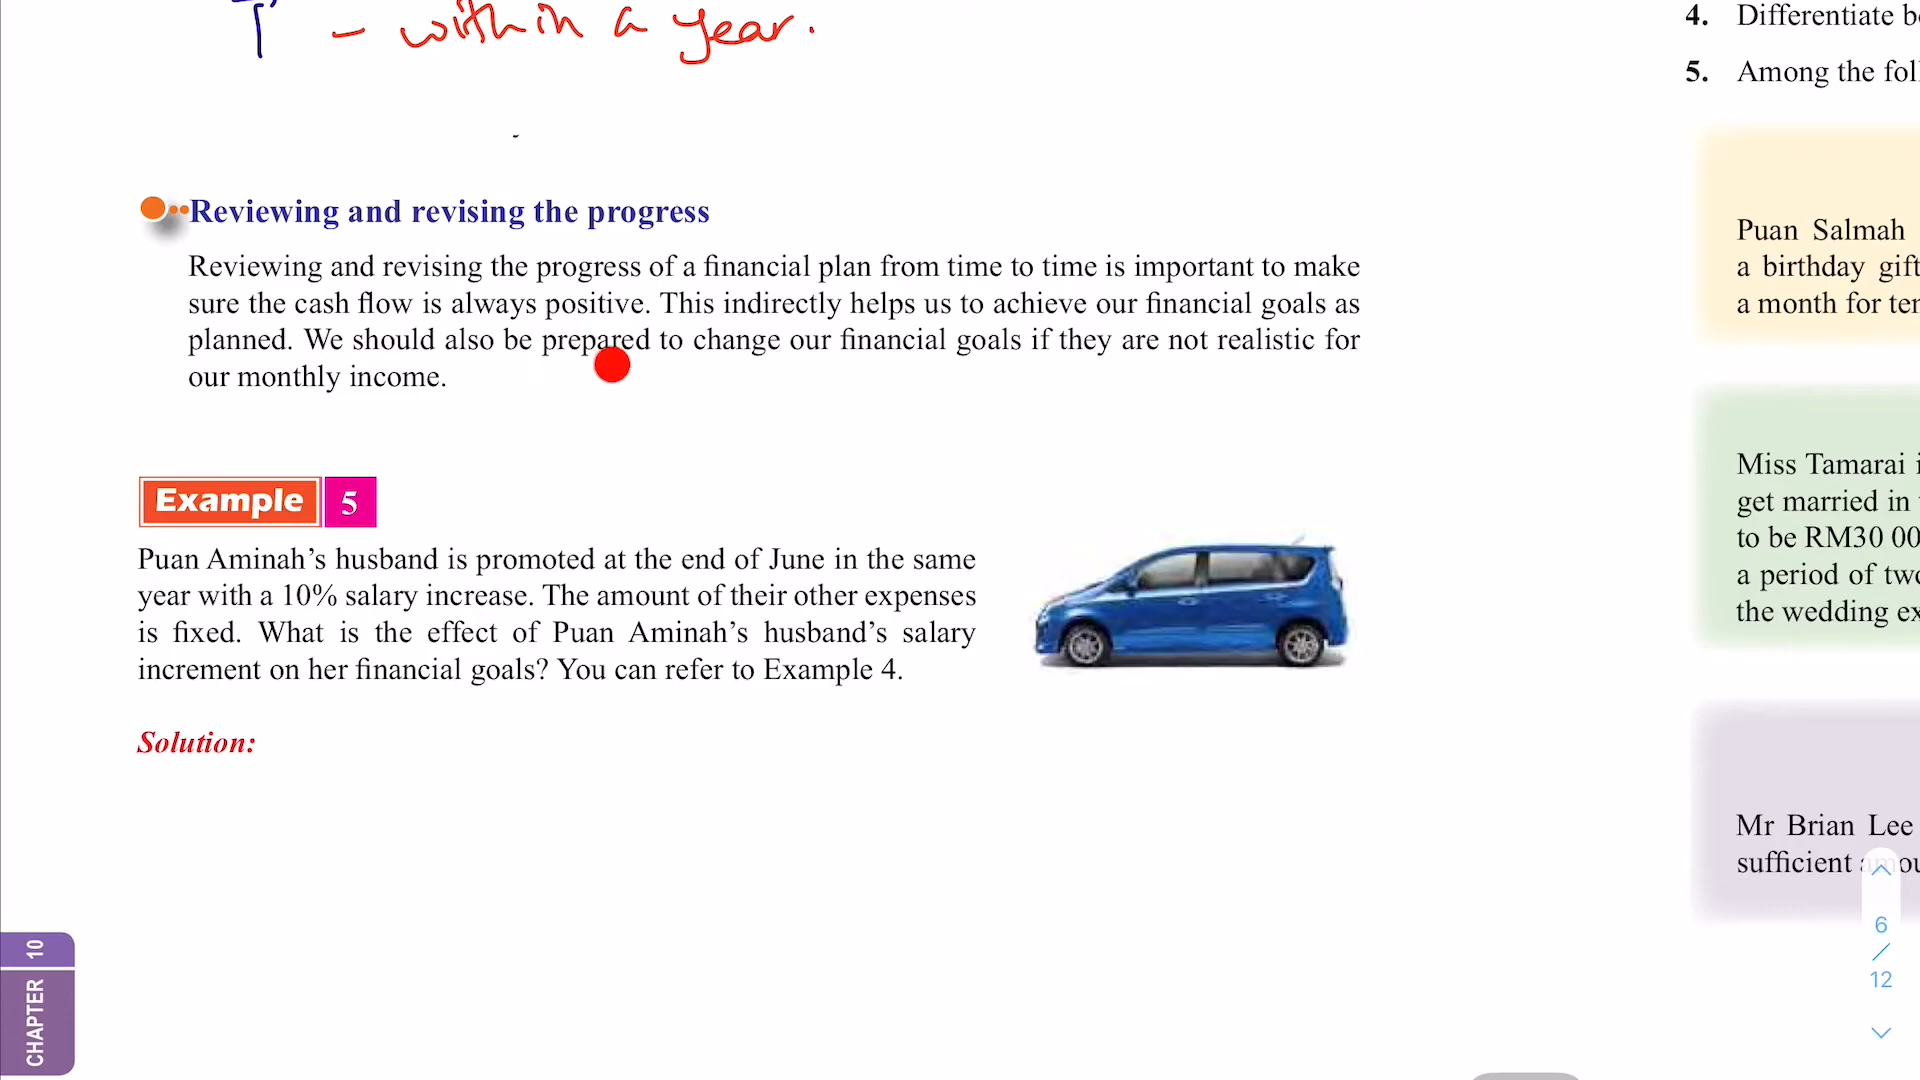 T' - within a year.
Reviewing and revising the progress
Reviewing and revising the progress of a financial plan from time to time is important to make
sure the cash flow is always positive. This indirectly helps us to achieve our financial goals as
planned. We should also be prepared to change our financial goals if they are not realistic for
our monthly income.
Example 5
Puan Aminah’s husband is promoted at the end of June in the same
year with a 10% salary increase. The amount of their other expenses
is fixed. What is the effect of Puan Aminah’s husband’s salary
increment on her financial goals? You can refer to Example 4.
Solution:
CHAPTER 10
4. Differentiate
5. Among the
Puan Salmah
a birthday gift
a month for
Miss Tamarai
get married in
to be RM30 00
a period of
the wedding
Mr Brian Lee
sufficient
6
/
12